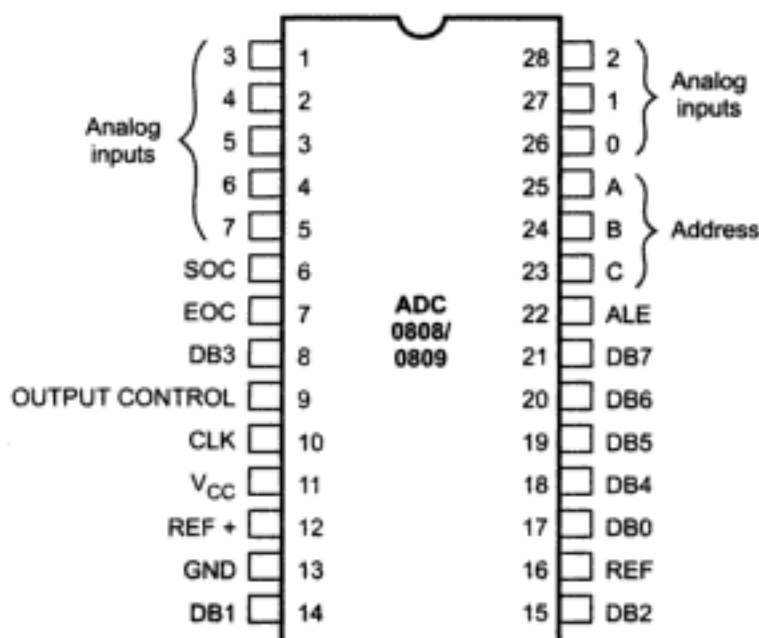 3 1 28 2
4 2 27 1
Analog inputs
5 3 26 0
Analog inputs
6 4 25 A
7 5 24 B
Address
SOC 6 23 C
EOC 7 22 ALE
ADC
0808/
0809
DB3 8 21 DB7
OUTPUT CONTROL 9 20 DB6
CLK 10 19 DB5
VCC 11 18 DB4
REF + 12 17 DB0
GND 13 16 REF
DB1 14 15 DB2